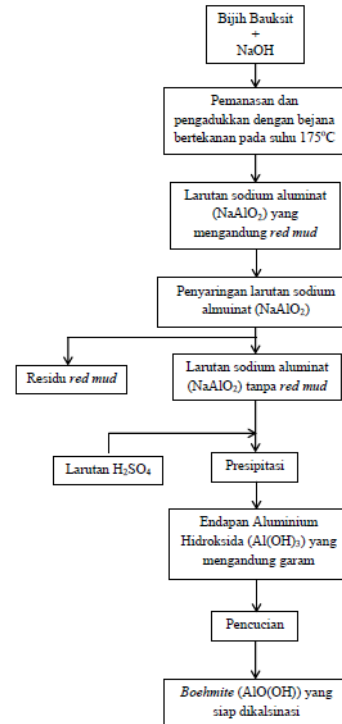 Bijih Bauksit
+
NaOH
Pemanasan dan
pengadukkan dengan bejana
bertekanan pada suhu 175°C
Larutan sodium aluminat
(NaAlO₂) yang
mengandung red mud
Penyaringan larutan sodium
almuinat (NaAlO₂)
Residu red mud
Larutan sodium aluminat
(NaAlO₂) tanpa red mud
Larutan H₂SO₄
Presipitasi
Endapan Aluminium
Hidroksida (Al(OH)₃) yang
mengandung garam
Pencucian
Boehmite (AlO(OH)) yang
siap dikalsinasi